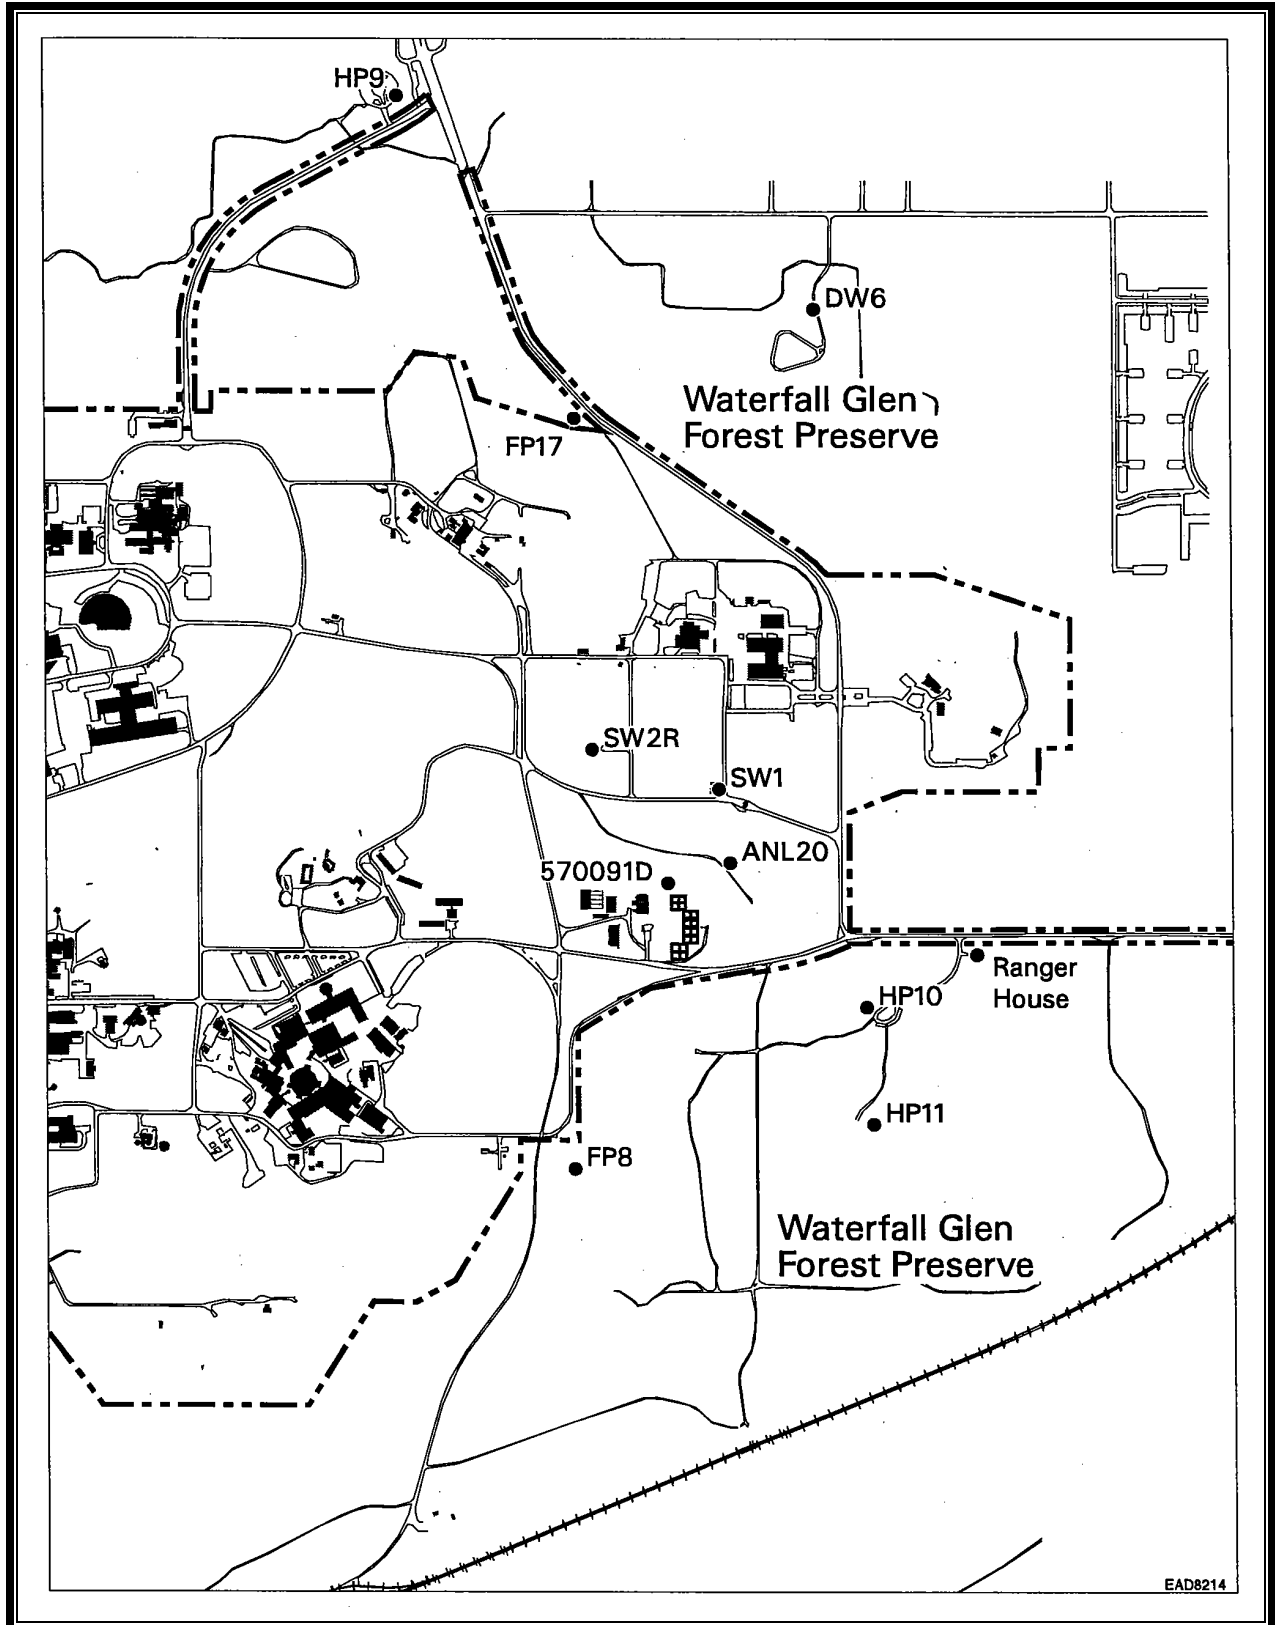 HP9
DW6
Waterfall Glen
Forest Preserve
FP17
SW2R
SW1
ANL20
570091D
Ranger
House
HP10
HP11
FP8
Waterfall Glen
Forest Preserve
EAD8214